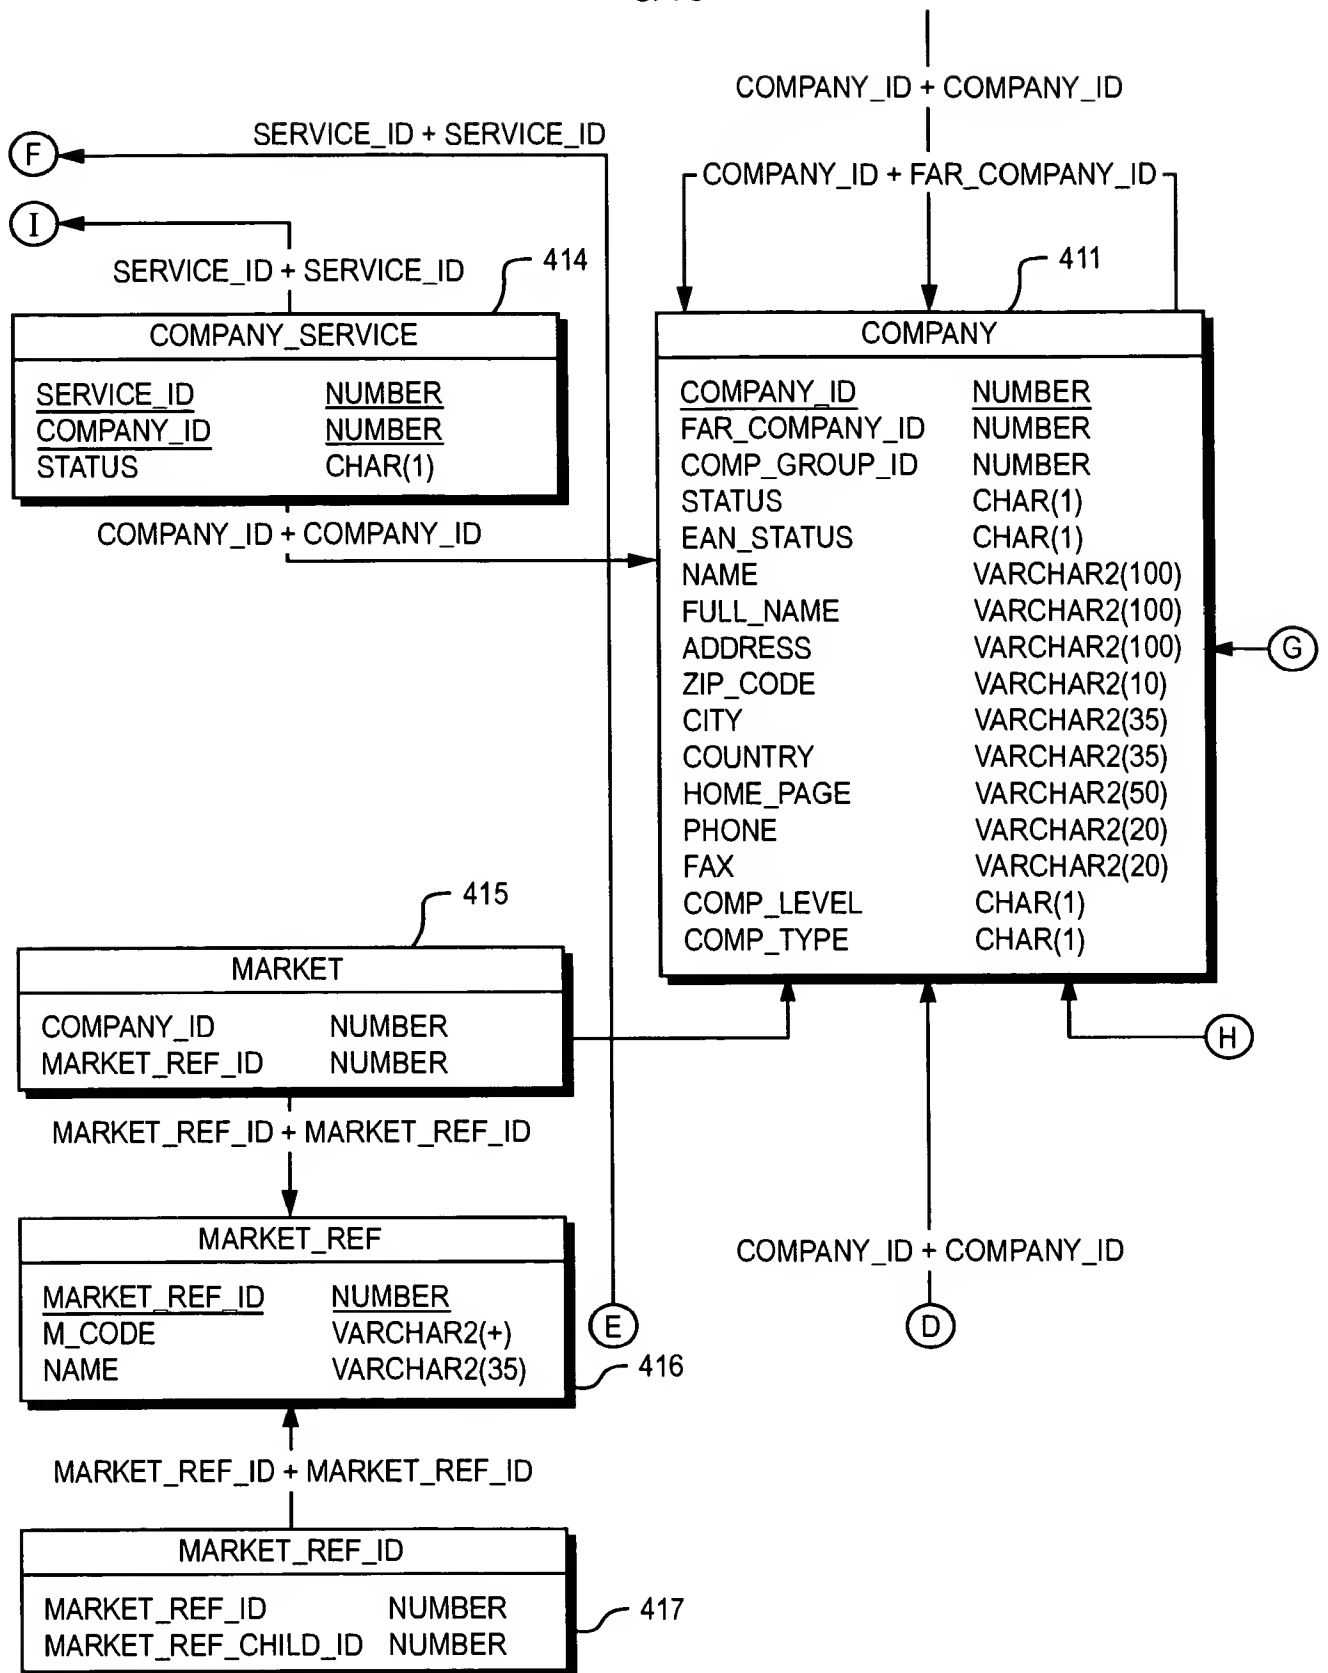 COMPANY_ID + COMPANY_ID
SERVICE_ID + SERVICE_ID
F
COMPANY_ID + FAR_COMPANY_ID
I
SERVICE_ID + SERVICE_ID
414
411
COMPANY_SERVICE
SERVICE_ID NUMBER
COMPANY_ID NUMBER
STATUS CHAR(1)
COMPANY_ID + COMPANY_ID
COMPANY
COMPANY_ID NUMBER
FAR_COMPANY_ID NUMBER
COMP_GROUP_ID NUMBER
STATUS CHAR(1)
EAN_STATUS CHAR(1)
NAME VARCHAR2(100)
FULL_NAME VARCHAR2(100)
ADDRESS VARCHAR2(100)
ZIP_CODE VARCHAR2(10)
CITY VARCHAR2(35)
COUNTRY VARCHAR2(35)
HOME_PAGE VARCHAR2(50)
PHONE VARCHAR2(20)
FAX VARCHAR2(20)
COMP_LEVEL CHAR(1)
COMP_TYPE CHAR(1)
G
415
MARKET
COMPANY_ID NUMBER
MARKET_REF_ID NUMBER
H
MARKET_REF_ID + MARKET_REF_ID
MARKET_REF
MARKET_REF_ID NUMBER
M_CODE VARCHAR2(+)
NAME VARCHAR2(35)
E
416
COMPANY_ID + COMPANY_ID
D
MARKET_REF_ID + MARKET_REF_ID
MARKET_REF_ID
MARKET_REF_ID NUMBER
MARKET_REF_CHILD_ID NUMBER
417